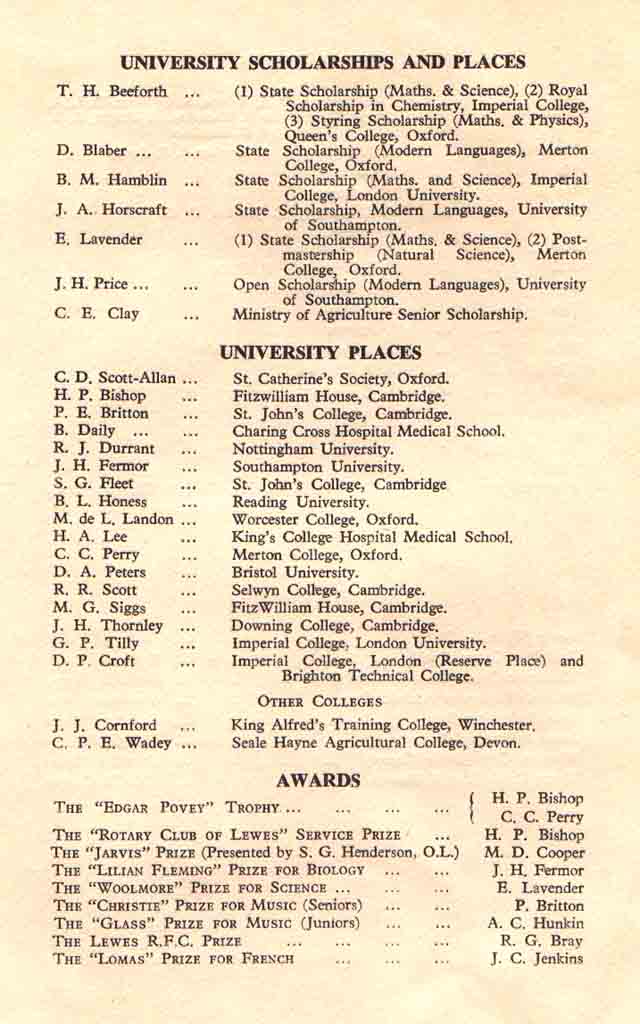 UNIVERSITY SCHOLARSHIPS AND PLACES
T. H. Beeforth ... (1) State Scholarship (Maths. & Science), (2) Royal
Scholarship in Chemistry, Imperial College,
(3) Styring Scholarship (Maths. & Physics),
Queen's College, Oxford.
D. Blaber ... ... State Scholarship (Modern Languages), Merton
College, Oxford.
B. M. Hamblin ... State Scholarship (Maths. and Science), Imperial
College, London University.
J. A. Horscraft ... State Scholarship, Modern Languages, University
of Southampton.
E. Lavender ... (1) State Scholarship (Maths. & Science), (2) Post-
mastership (Natural Science), Merton
College, Oxford.
J. H. Price ... ... Open Scholarship (Modern Languages), University
of Southampton.
C. E. Clay ... Ministry of Agriculture Senior Scholarship.
UNIVERSITY PLACES
C. D. Scott-Allan ... St. Catherine's Society, Oxford.
H. P. Bishop ... Fitzwilliam House, Cambridge.
P. E. Britton ... St. John's College, Cambridge.
B. Daily ... ... Charing Cross Hospital Medical School.
R. J. Durrant ... Nottingham University.
J. H. Fermor ... Southampton University.
S. G. Fleet ... St. John's College, Cambridge
B. L. Honess ... Reading University.
M. de L. Landon ... Worcester College, Oxford.
H. A. Lee ... King's College Hospital Medical School.
C. C. Perry ... Merton College, Oxford.
D. A. Peters ... Bristol University.
R. R. Scott ... Selwyn College, Cambridge.
M. G. Siggs ... FitzWilliam House, Cambridge.
J. H. Thornley ... Downing College, Cambridge.
G. P. Tilly ... Imperial College, London University.
D. P. Croft ... Imperial College, London (Reserve Place) and
Brighton Technical College.
OTHER COLLEGES
J. J. Cornford ... King Alfred's Training College, Winchester.
C. P. E. Wadey ... Seale Hayne Agricultural College, Devon.
AWARDS
THE "EDGAR POVEY" TROPHY ... ... ... ... { H. P. Bishop
C. C. Perry
THE "ROTARY CLUB OF LEWES" SERVICE PRIZE ... H. P. Bishop
THE "JARVIS" PRIZE (Presented by S. G. Henderson, O.L.) M. D. Cooper
THE "LILIAN FLEMING" PRIZE FOR BIOLOGY ... ... J. H. Fermor
THE "WOOLMORE" PRIZE FOR SCIENCE ... ... ... E. Lavender
THE "CHRISTIE" PRIZE FOR MUSIC (Seniors) ... ... P. Britton
THE "GLASS" PRIZE FOR MUSIC (Juniors) ... ... A. C. Hunkin
THE LEWES R.F.C. PRIZE ... ... ... ... R. G. Bray
THE "LOMAS" PRIZE FOR FRENCH ... ... ... J. C. Jenkins